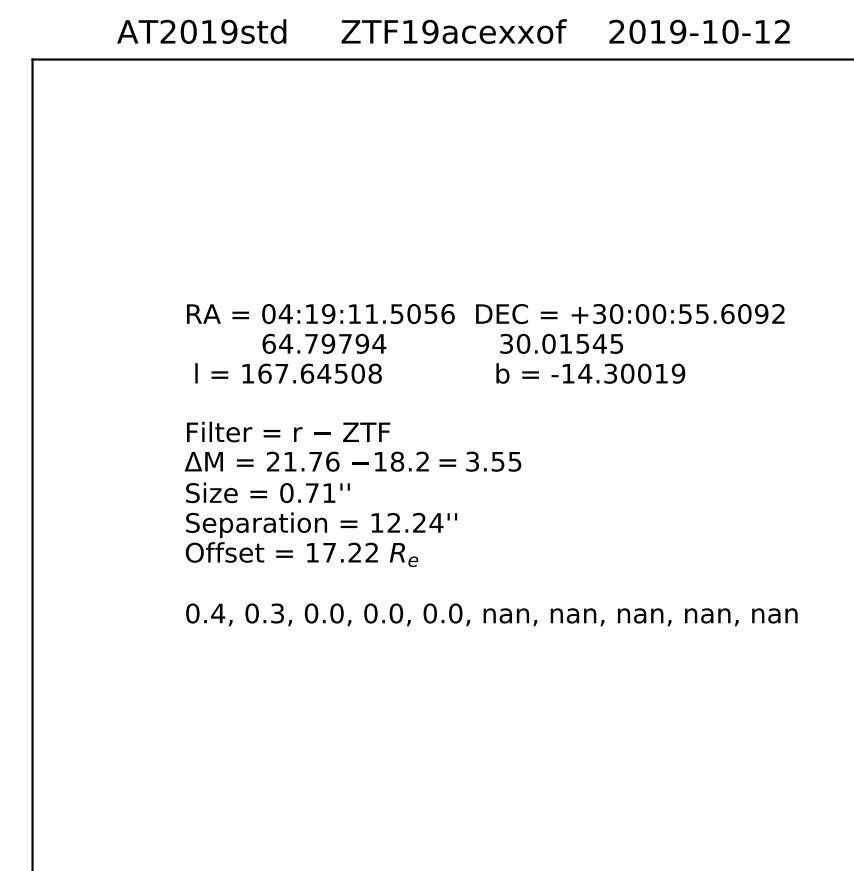 AT2019std ZTF19acexxof 2019-10-12
RA = 04:19:11.5056 DEC = +30:00:55.6092
64.79794 30.01545
l = 167.64508 b = -14.30019
Filter = r − ZTF
ΔM = 21.76 −18.2 = 3.55
Size = 0.71''
Separation = 12.24''
Offset = 17.22 Re
0.4, 0.3, 0.0, 0.0, 0.0, nan, nan, nan, nan, nan